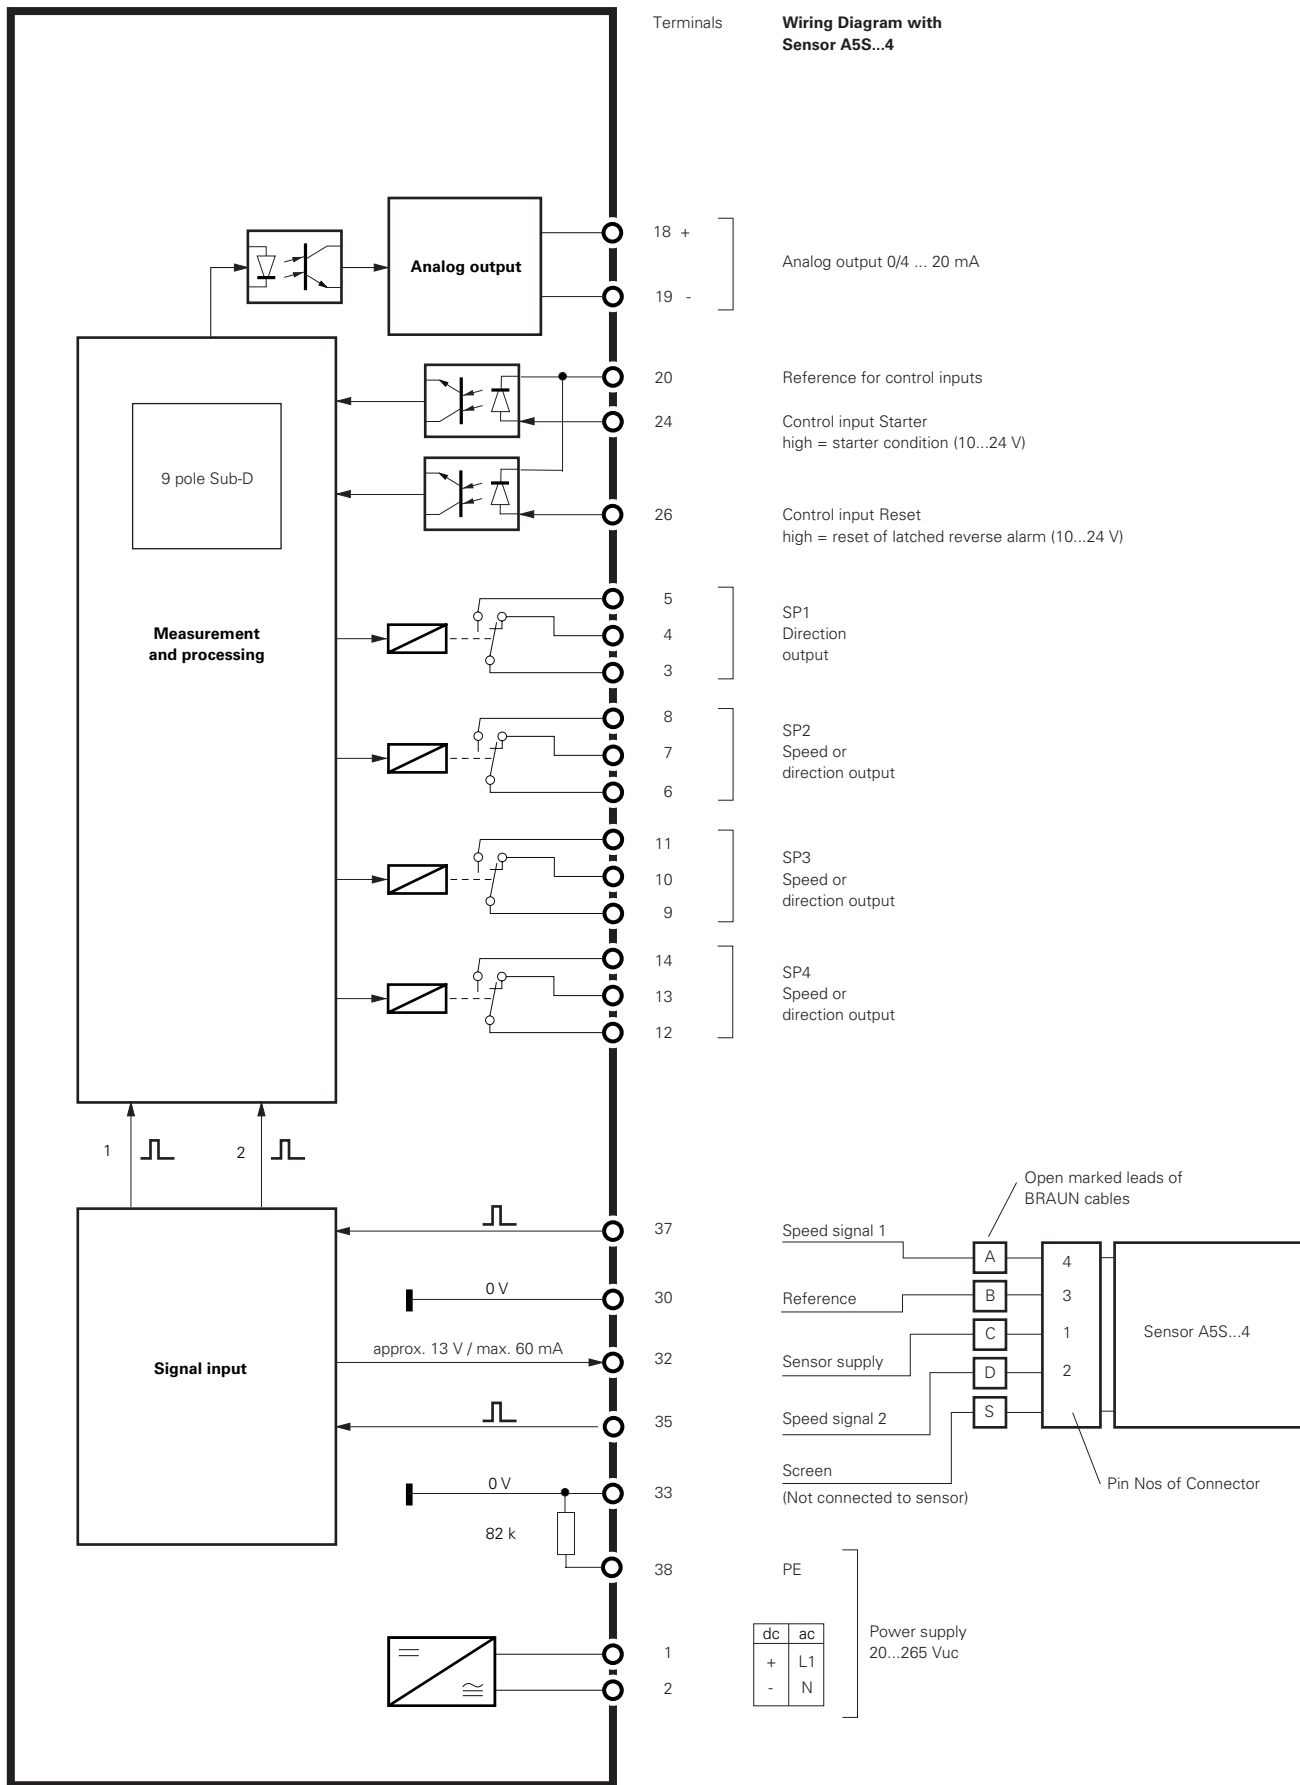 Terminals
Wiring Diagram with
Sensor A5S...4
18 +
Analog output
Analog output 0/4 ... 20 mA
19 -
20
Reference for control inputs
24
Control input Starter
high = starter condition (10...24 V)
9 pole Sub-D
26
Control input Reset
high = reset of latched reverse alarm (10...24 V)
5
SP1
4
Direction
Measurement
and processing
output
3
8
SP2
7
Speed or
direction output
6
11
SP3
10
Speed or
direction output
9
14
SP4
13
Speed or
direction output
12
1
2
Open marked leads of
BRAUN cables
37
Speed signal 1
A
4
0 V
30
Reference
B
3
C
1
Sensor A5S...4
approx. 13 V / max. 60 mA
32
Sensor supply
Signal input
D
2
35
Speed signal 2
S
Screen
(Not connected to sensor)
Pin Nos of Connector
0 V
33
82 k
38
PE
dc ac
Power supply
20...265 Vuc
1
+ L1
2
- N